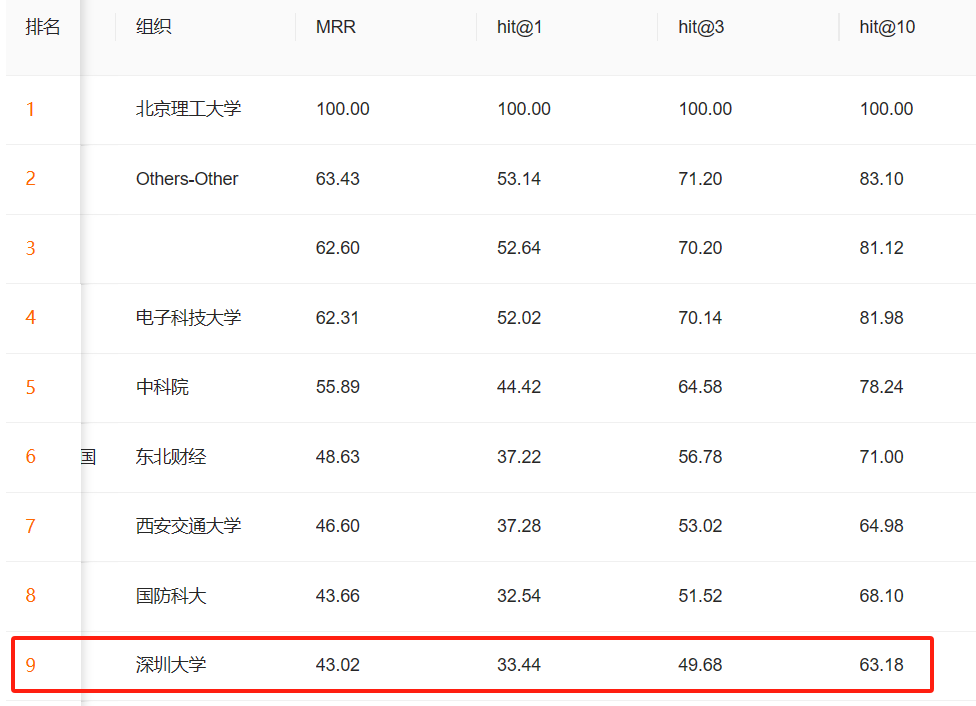 排名 组织 MRR hit@1 hit@3 hit@10
1 北京理工大学 100.00 100.00 100.00 100.00
2 Others-Other 63.43 53.14 71.20 83.10
3 62.60 52.64 70.20 81.12
4 电子科技大学 62.31 52.02 70.14 81.98
5 中科院 55.89 44.42 64.58 78.24
6 国 东北财经 48.63 37.22 56.78 71.00
7 西安交通大学 46.60 37.28 53.02 64.98
8 国防科大 43.66 32.54 51.52 68.10
9 深圳大学 43.02 33.44 49.68 63.18